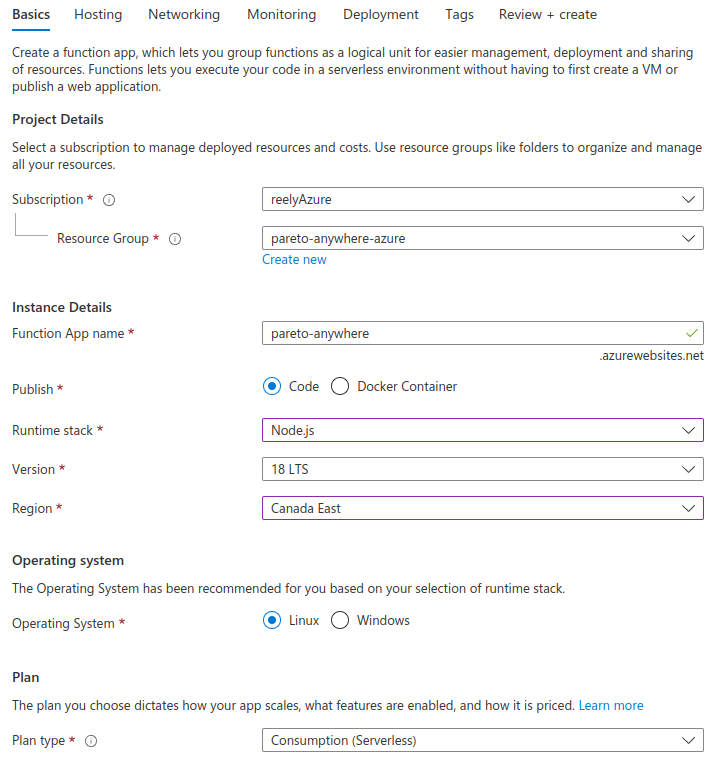 Basics Hosting Networking Monitoring Deployment Tags Review + create
Create a function app, which lets you group functions as a logical unit for easier management, deployment and sharing
of resources. Functions lets you execute your code in a serverless environment without having to first create a VM or
publish a web application.
Project Details
Select a subscription to manage deployed resources and costs. Use resource groups like folders to organize and manage
all your resources.
Subscription * reelyAzure
Resource Group * pareto-anywhere-azure
Create new
Instance Details
Function App name * pareto-anywhere
.azurewebsites.net
Publish * Code Docker Container
Runtime stack * Node.js
Version * 18 LTS
Region * Canada East
Operating system
The Operating System has been recommended for you based on your selection of runtime stack.
Operating System * Linux Windows
Plan
The plan you choose dictates how your app scales, what features are enabled, and how it is priced. Learn more
Plan type * Consumption (Serverless)